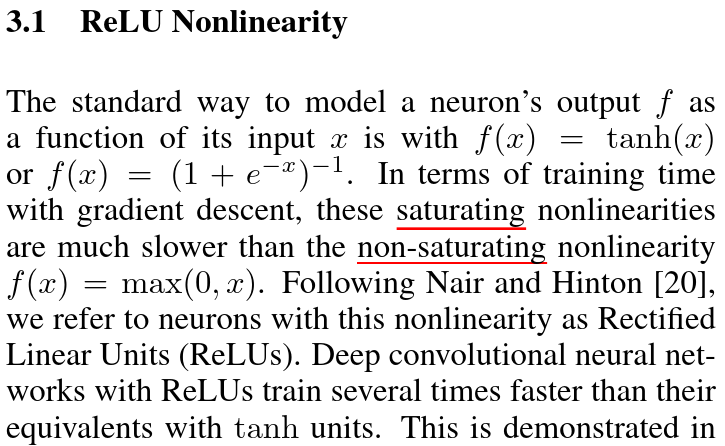 3.1 ReLU Nonlinearity
The standard way to model a neuron's output f as
a function of its input x is with f(x) = tanh(x)
or f(x) = (1 + e^{−x})^{−1}. In terms of training time
with gradient descent, these saturating nonlinearities
are much slower than the non-saturating nonlinearity
f(x) = max(0, x). Following Nair and Hinton [20],
we refer to neurons with this nonlinearity as Rectified
Linear Units (ReLUs). Deep convolutional neural net-
works with ReLUs train several times faster than their
equivalents with tanh units. This is demonstrated in